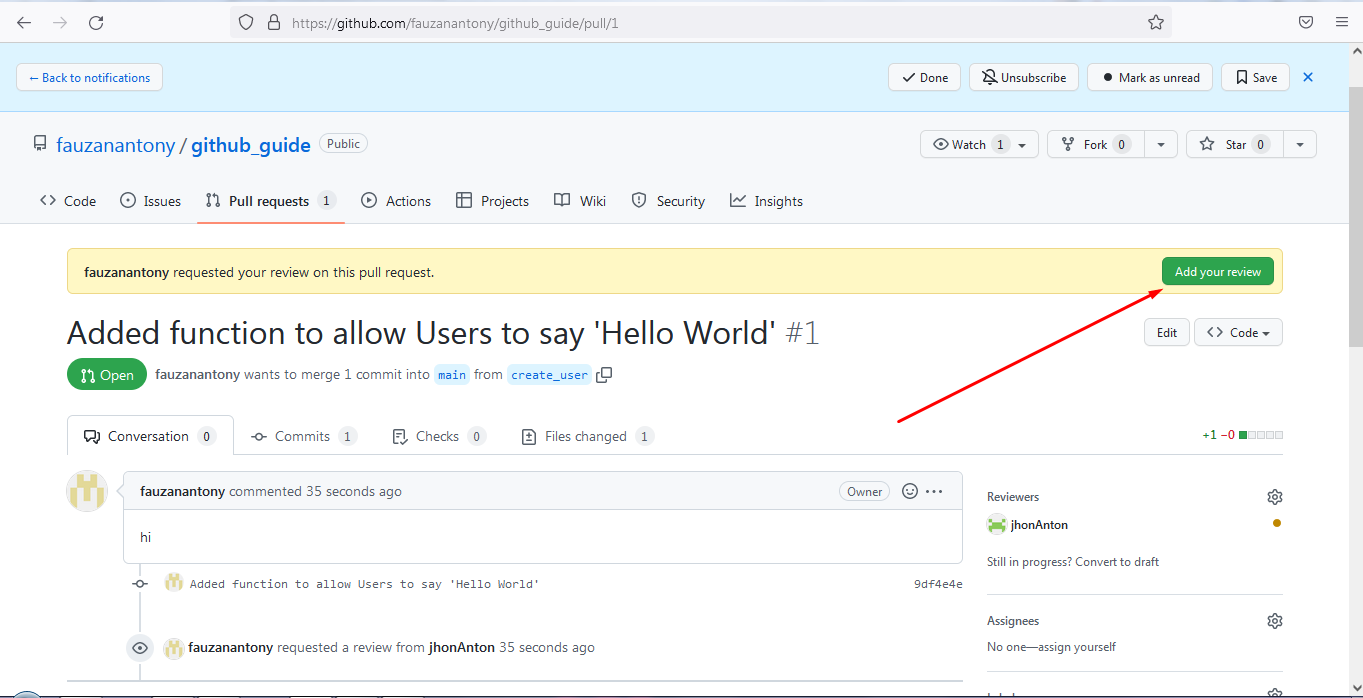 https://github.com/fauzanantony/github_guide/pull/1
← Back to notifications
Done
Unsubscribe
Mark as unread
Save
fauzanantony / github_guide Public
Watch 1
Fork 0
Star 0
Code
Issues
Pull requests 1
Actions
Projects
Wiki
Security
Insights
fauzanantony requested your review on this pull request.
Add your review
Added function to allow Users to say 'Hello World' #1
Edit
Code
Open
fauzanantony wants to merge 1 commit into main from create_user
Conversation 0
Commits 1
Checks 0
Files changed 1
+1 −0
fauzanantony commented 35 seconds ago
Owner
hi
Added function to allow Users to say 'Hello World'
9df4e4e
fauzanantony requested a review from jhonAnton 35 seconds ago
Reviewers
jhonAnton
Still in progress? Convert to draft
Assignees
No one—assign yourself